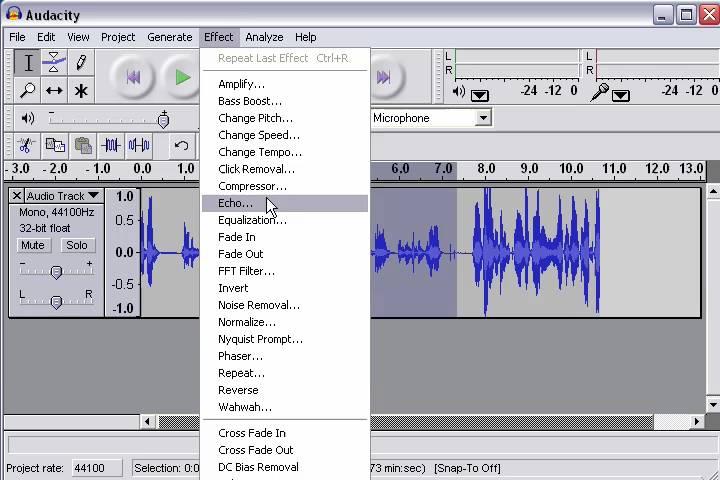 Audacity
File Edit View Project Generate Effect Analyze Help
Repeat Last Effect Ctrl+R
Amplify...
Bass Boost...
Change Pitch...
Change Speed...
Change Tempo...
Click Removal...
Compressor...
Echo...
Equalization...
Fade In
Fade Out
FFT Filter...
Invert
Noise Removal...
Normalize...
Nyquist Prompt...
Phaser...
Repeat...
Reverse
Wahwah...
Cross Fade In
Cross Fade Out
DC Bias Removal
L
R
-24 -12 0
L
R
-24 -12 0
- +
Microphone
- 3.0 - 2.0 - 1.0 0.0 1.0 6.0 7.0 8.0 9.0 10.0 11.0 12.0 13.0
Audio Track
Mono, 44100Hz
32-bit float
Mute Solo
- +
L R
1.0
0.5
0.0
-0.5
-1.0
Project rate: 44100 Selection: 0:0 73 min:sec) [Snap-To Off]